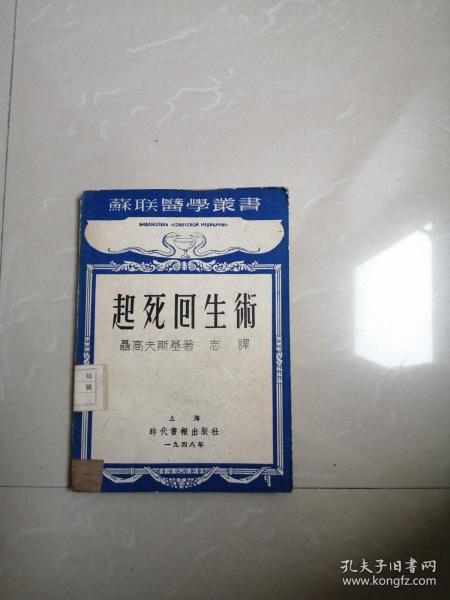 蘇联醫學叢書
БИБЛИОТЕКА «СОВЕТСКОЙ МЕДИЦИНЫ»
起死回生術
聶高夫斯基著 志 譯
上海
時代書報出版社
一九四八年
孔夫子旧书网
www.kongfz.com